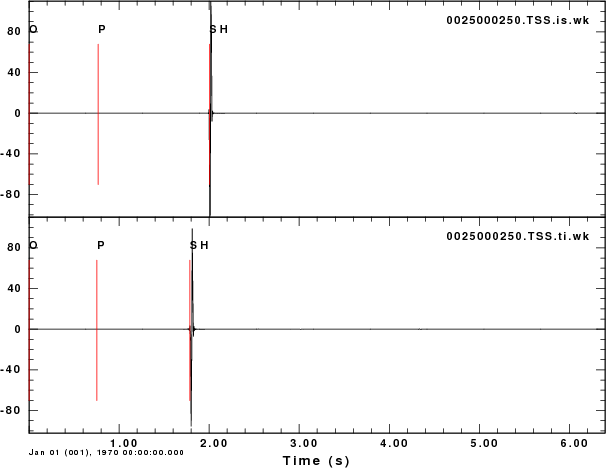 0025000250.TSS.is.wk
O P SH
80
40
0
-40
-80
0025000250.TSS.ti.wk
O P SH
80
40
0
-40
-80
1.00 2.00 3.00 4.00 5.00 6.00
Jan 01 (001), 1970 00:00:00.000
Time (s)